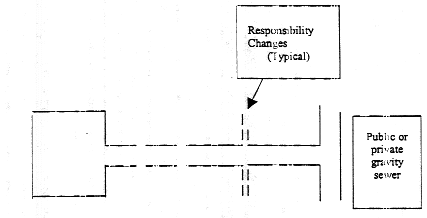 Responsibility
Changes
(Typical)
Public or
private
gravity
sewer